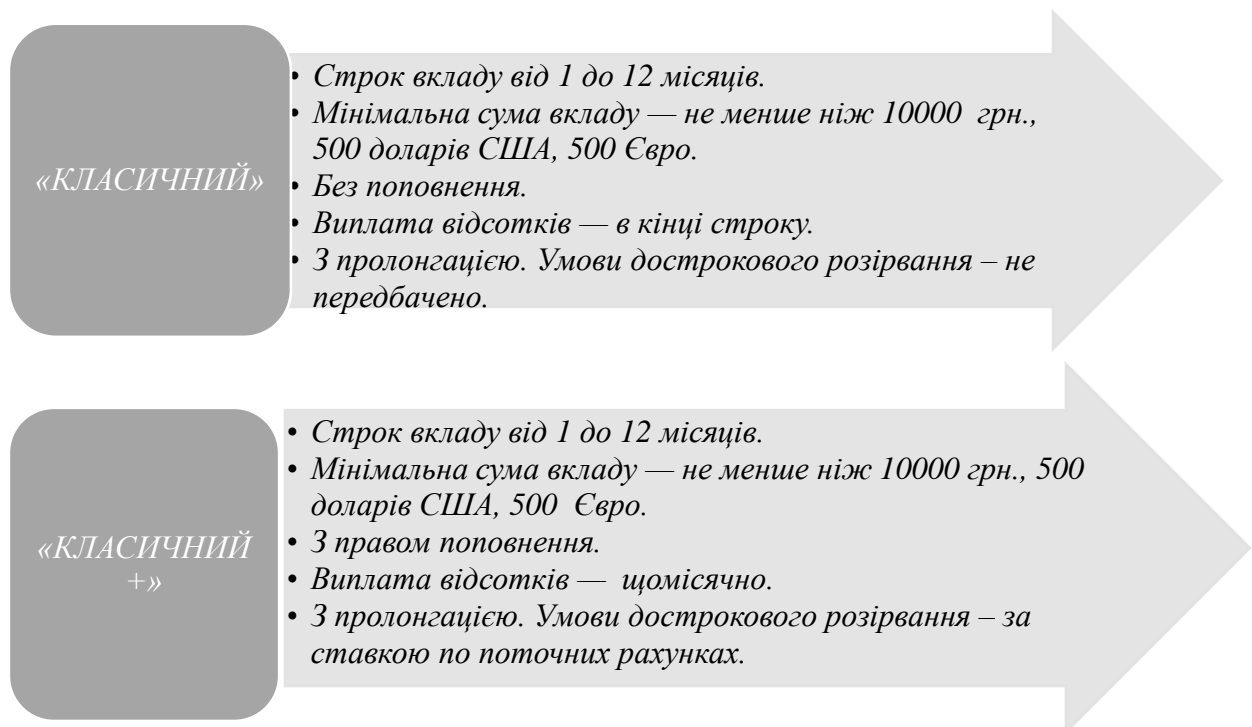 «КЛАСИЧНИЙ»
• Строк вкладу від 1 до 12 місяців.
• Мінімальна сума вкладу — не менше ніж 10000 грн.,
500 доларів США, 500 Євро.
• Без поповнення.
• Виплата відсотків — в кінці строку.
• З пролонгацією. Умови дострокового розірвання – не
передбачено.
«КЛАСИЧНИЙ
+»
• Строк вкладу від 1 до 12 місяців.
• Мінімальна сума вкладу — не менше ніж 10000 грн., 500
доларів США, 500 Євро.
• З правом поповнення.
• Виплата відсотків — щомісячно.
• З пролонгацією. Умови дострокового розірвання – за
ставкою по поточних рахунках.